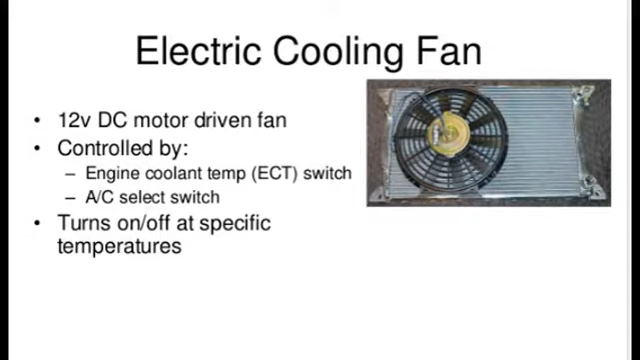 Electric Cooling Fan
• 12v DC motor driven fan
• Controlled by:
– Engine coolant temp (ECT) switch
– A/C select switch
• Turns on/off at specific
temperatures